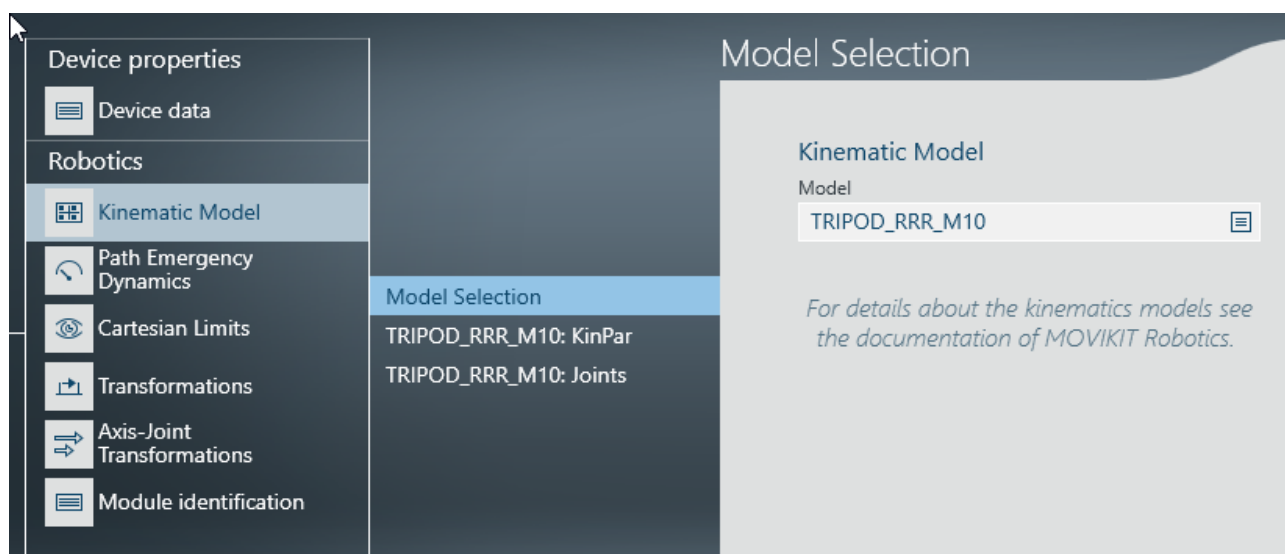 Device properties
Device data
Robotics
Kinematic Model
Path Emergency
Dynamics
Cartesian Limits
Transformations
Axis-Joint
Transformations
Module identification
Model Selection
TRIPOD_RRR_M10: KinPar
TRIPOD_RRR_M10: Joints
Model Selection
Kinematic Model
Model
TRIPOD_RRR_M10
For details about the kinematics models see
the documentation of MOVIKIT Robotics.